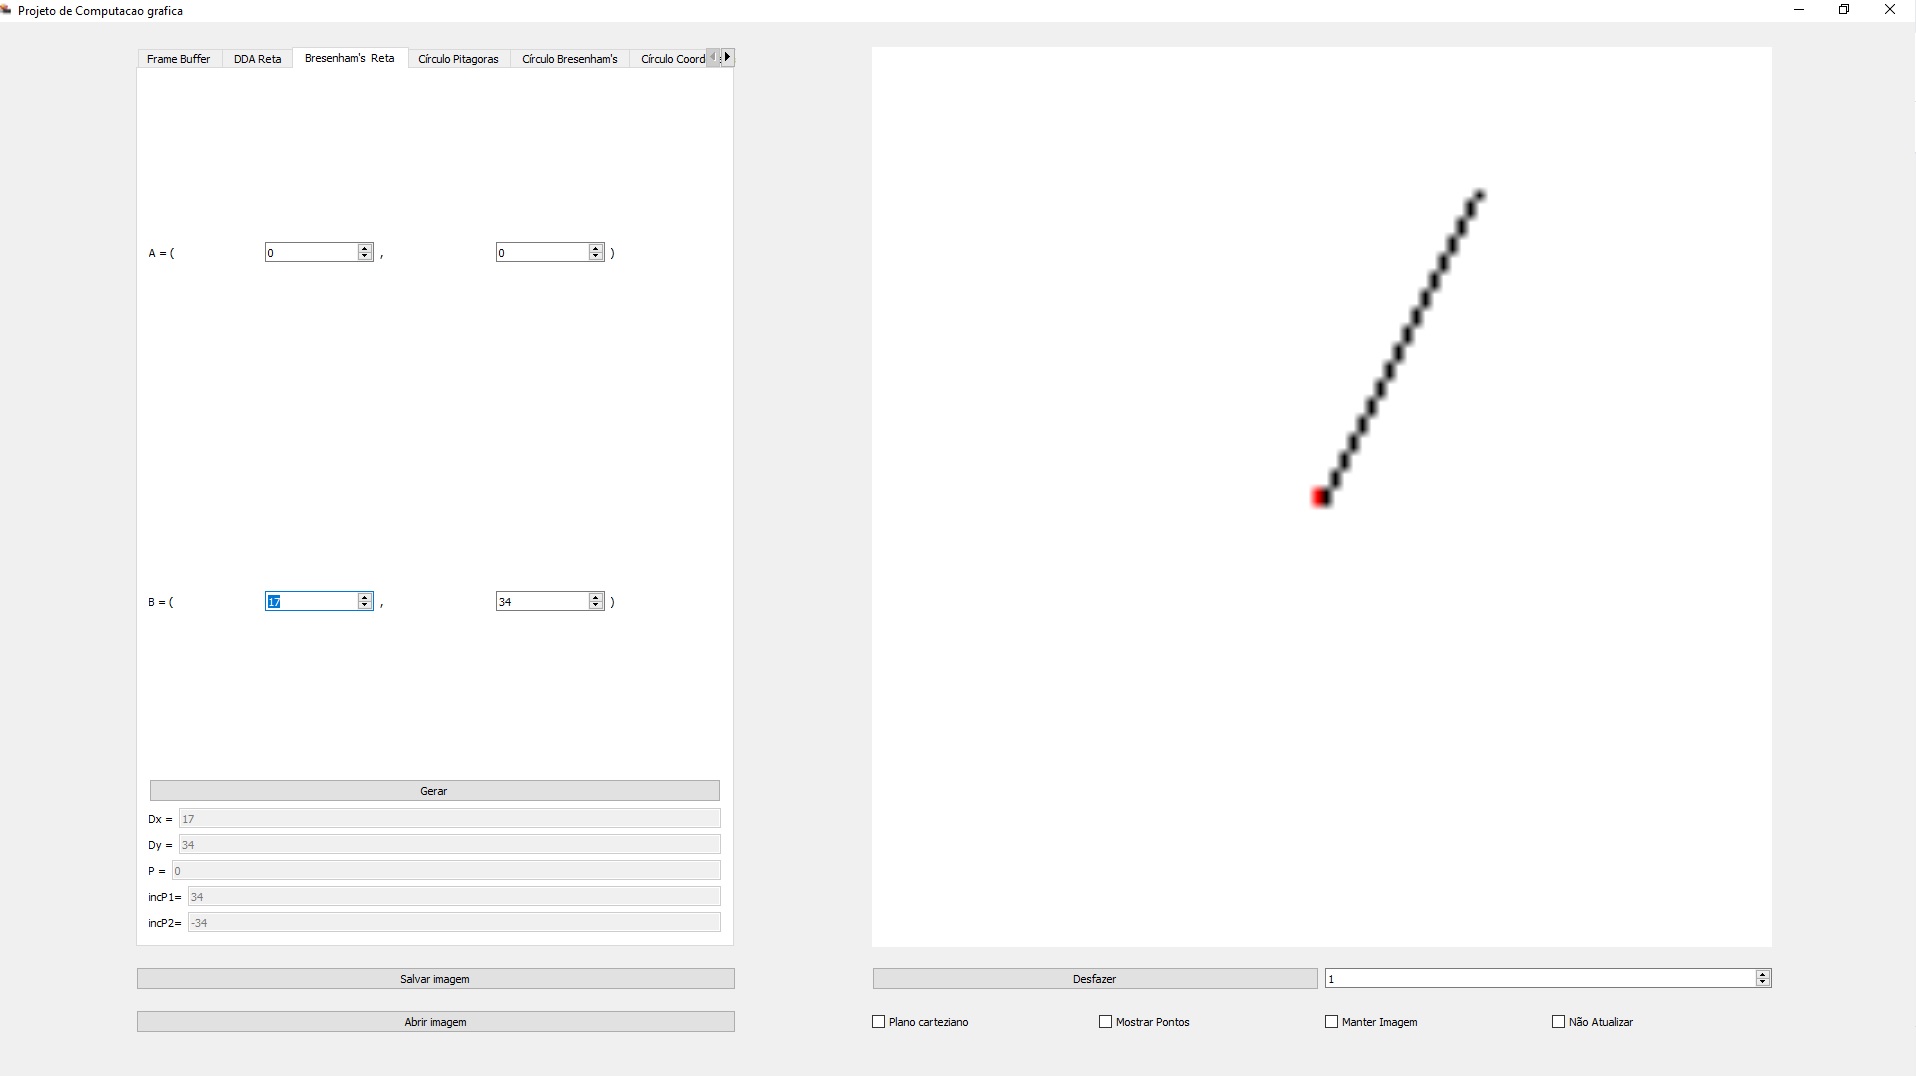 Projeto de Computacao grafica
Frame Buffer DDA Reta Bresenham's Reta Círculo Pitagoras Círculo Bresenham's Círculo Coord
A = ( 0 , 0 )
B = ( 17 , 34 )
Gerar
Dx = 17
Dy = 34
P = 0
incP1= 34
incP2= -34
Salvar imagem
Abrir imagem
Desfazer 1
Plano carteziano Mostrar Pontos Manter Imagem Não Atualizar